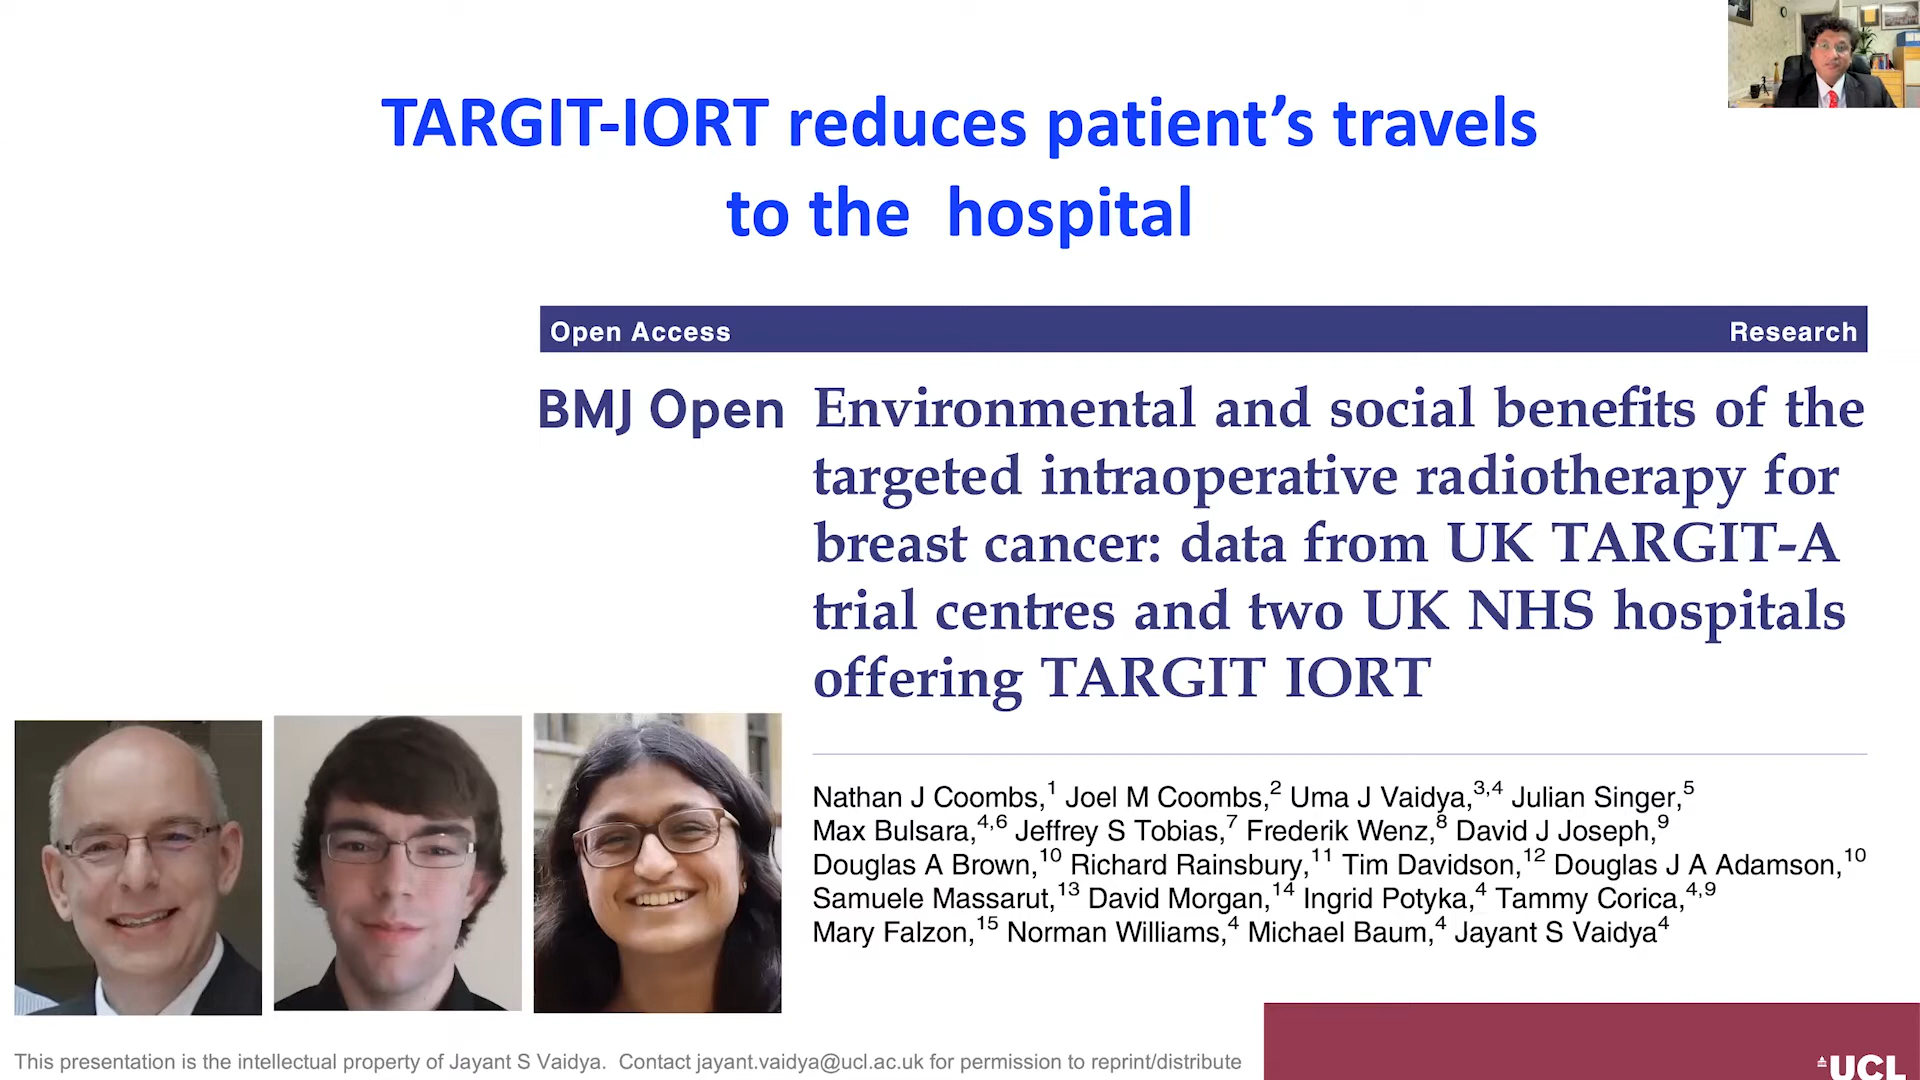 TARGIT-IORT reduces patient’s travels
to the hospital
Open Access Research
BMJ Open Environmental and social benefits of the
targeted intraoperative radiotherapy for
breast cancer: data from UK TARGIT-A
trial centres and two UK NHS hospitals
offering TARGIT IORT
Nathan J Coombs,1 Joel M Coombs,2 Uma J Vaidya,3,4 Julian Singer,5
Max Bulsara,4,6 Jeffrey S Tobias,7 Frederik Wenz,8 David J Joseph,9
Douglas A Brown,10 Richard Rainsbury,11 Tim Davidson,12 Douglas J A Adamson,10
Samuele Massarut,13 David Morgan,14 Ingrid Potyka,4 Tammy Corica,4,9
Mary Falzon,15 Norman Williams,4 Michael Baum,4 Jayant S Vaidya4
This presentation is the intellectual property of Jayant S Vaidya. Contact jayant.vaidya@ucl.ac.uk for permission to reprint/distribute
UCL